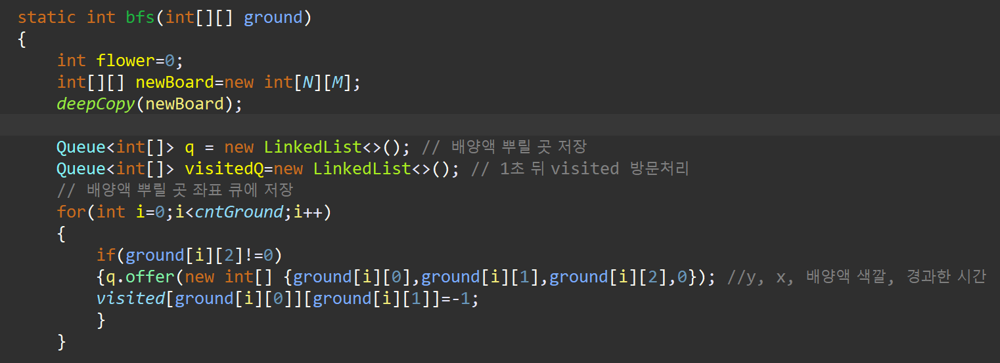 static int bfs(int[][] ground)
{
int flower=0;
int[][] newBoard=new int[N][M];
deepCopy(newBoard);
Queue<int[]> q = new LinkedList<>(); // 배양액 뿌릴 곳 저장
Queue<int[]> visitedQ=new LinkedList<>(); // 1초 뒤 visited 방문처리
// 배양액 뿌릴 곳 좌표 큐에 저장
for(int i=0;i<cntGround;i++)
{
if(ground[i][2]!=0)
{q.offer(new int[] {ground[i][0],ground[i][1],ground[i][2],0}); //y, x, 배양액 색깔, 경과한 시간
visited[ground[i][0]][ground[i][1]]=-1;
}
}